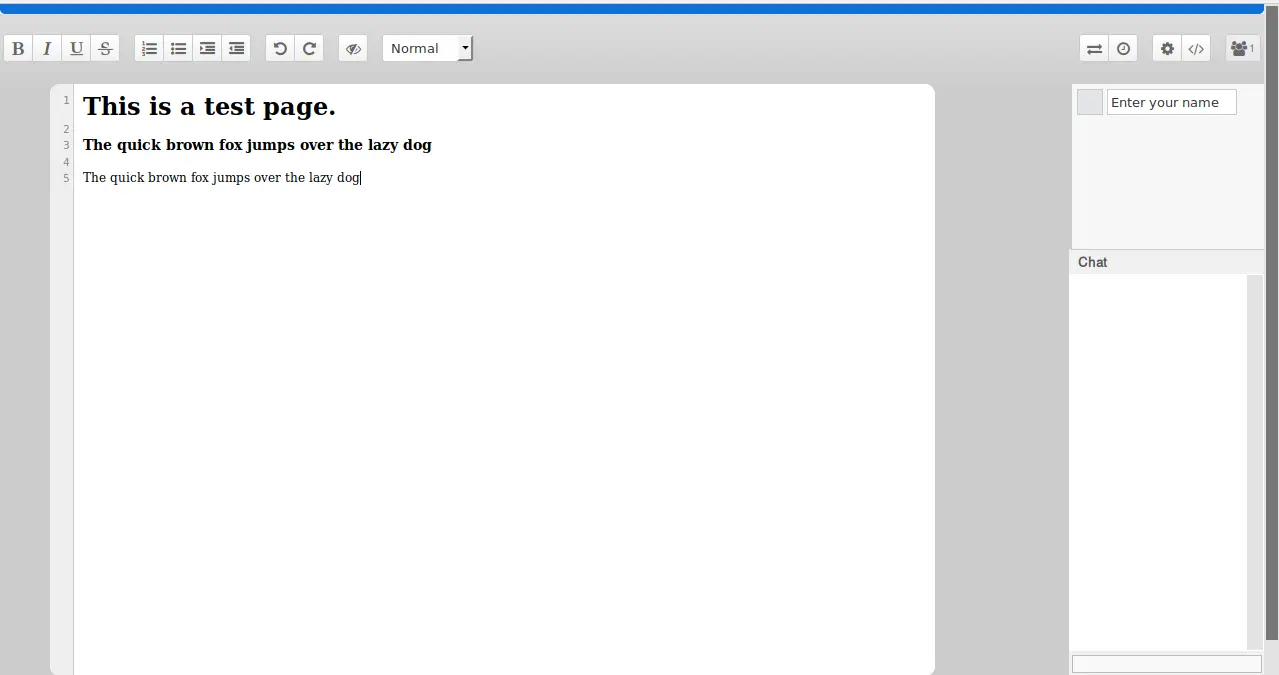 B I U S
Normal
1
Enter your name
1 This is a test page.
2
3 The quick brown fox jumps over the lazy dog
4
5 The quick brown fox jumps over the lazy dog
Chat